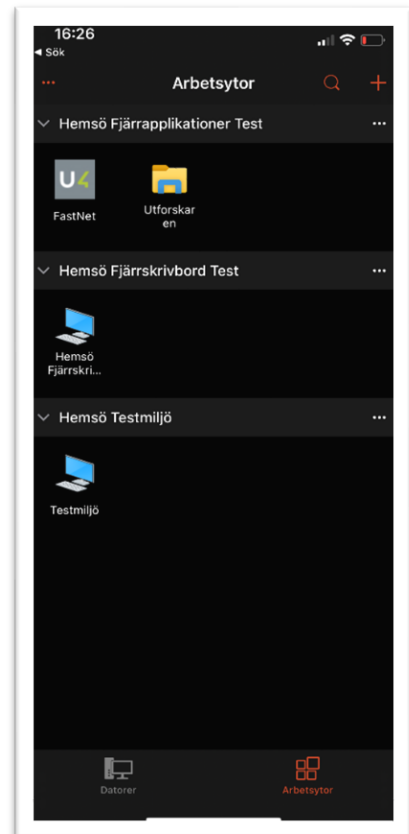 16:26
◀ Sök
Arbetsytor
Hemsö Fjärrapplikationer Test
U4
FastNet
Utforskar
en
Hemsö Fjärrskrivbord Test
Hemsö
Fjärrskri...
Hemsö Testmiljö
Testmiljö
Datorer
Arbetsytor